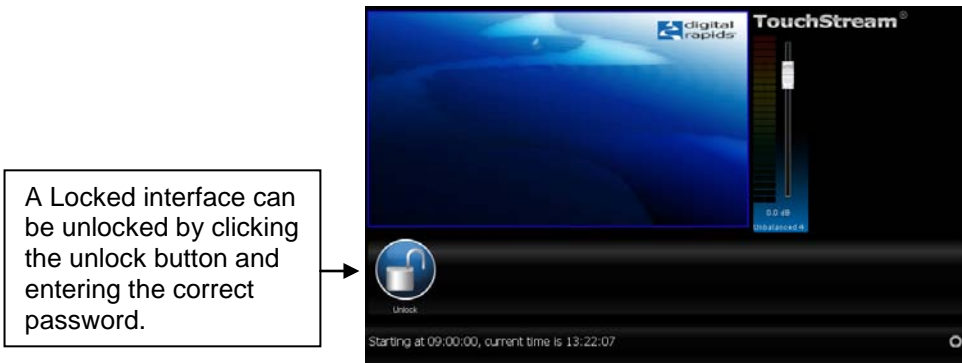 digital
rapids
TouchStream®
A Locked interface can
be unlocked by clicking
the unlock button and
entering the correct
password.
0.0 dB
Unbalanced 4
Unlock
Starting at 09:00:00, current time is 13:22:07